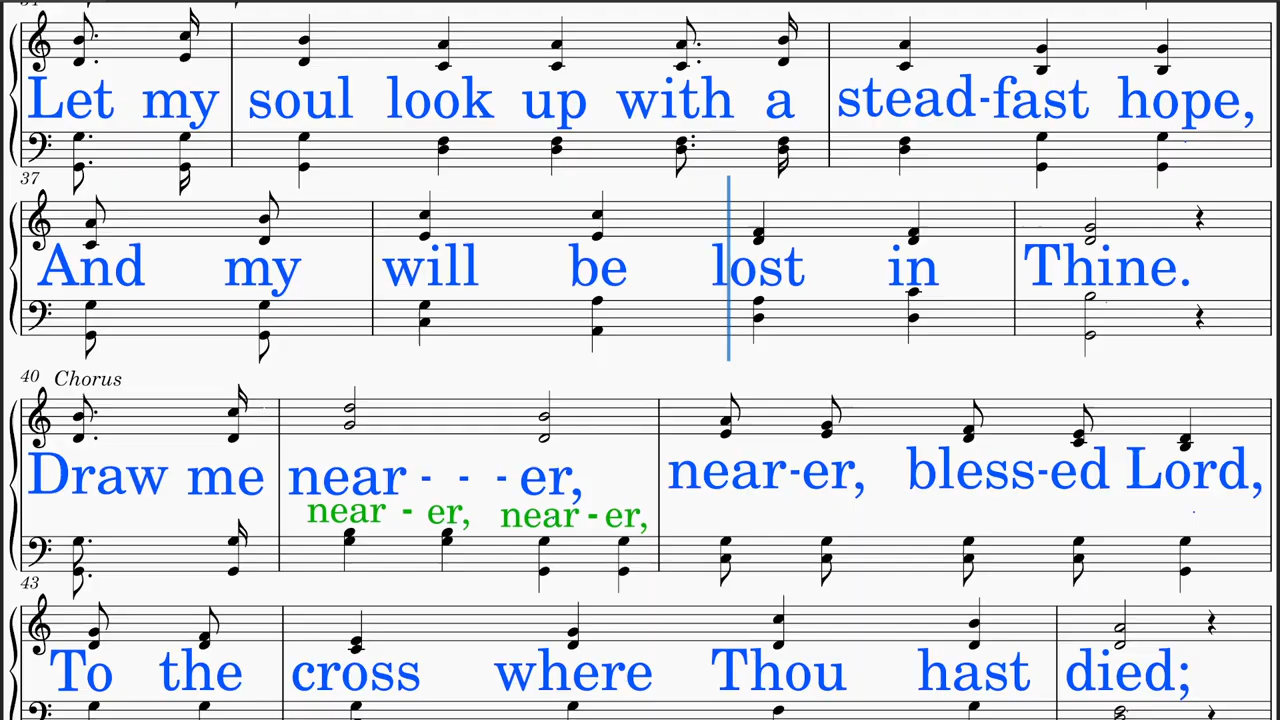 Let my soul look up with a stead-fast hope,
37
And my will be lost in Thine.
40 Chorus
Draw me near - - - er, near-er, bless-ed Lord,
near - er, near - er,
43
To the cross where Thou hast died;